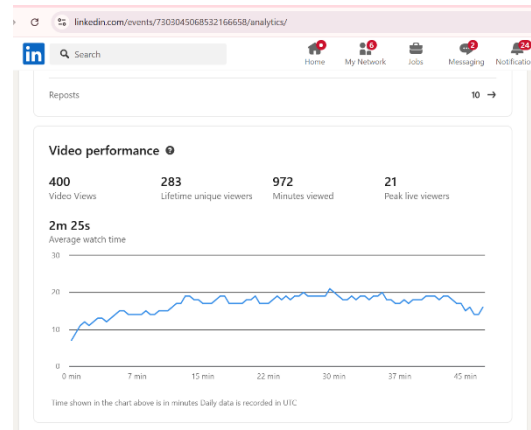 linkedin.com/events/7303045068532166658/analytics/
in
Search
6
2
24
Home
My Network
Jobs
Messaging
Notificatio
Reposts
10 →
Video performance
400
283
972
21
Video Views
Lifetime unique viewers
Minutes viewed
Peak live viewers
2m 25s
Average watch time
30
20
10
0
0 min
7 min
15 min
22 min
30 min
37 min
45 min
Time shown in the chart above is in minutes Daily data is recorded in UTC